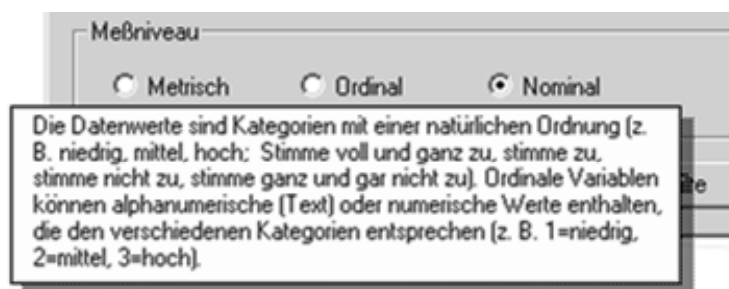 Meßniveau
Metrisch Ordinal Nominal
Die Datenwerte sind Kategorien mit einer natürlichen Ordnung (z.
B. niedrig, mittel, hoch; Stimme voll und ganz zu, stimme zu,
stimme nicht zu, stimme ganz und gar nicht zu). Ordinale Variablen
können alphanumerische (Text) oder numerische Werte enthalten,
die den verschiedenen Kategorien entsprechen (z. B. 1=niedrig,
2=mittel, 3=hoch).